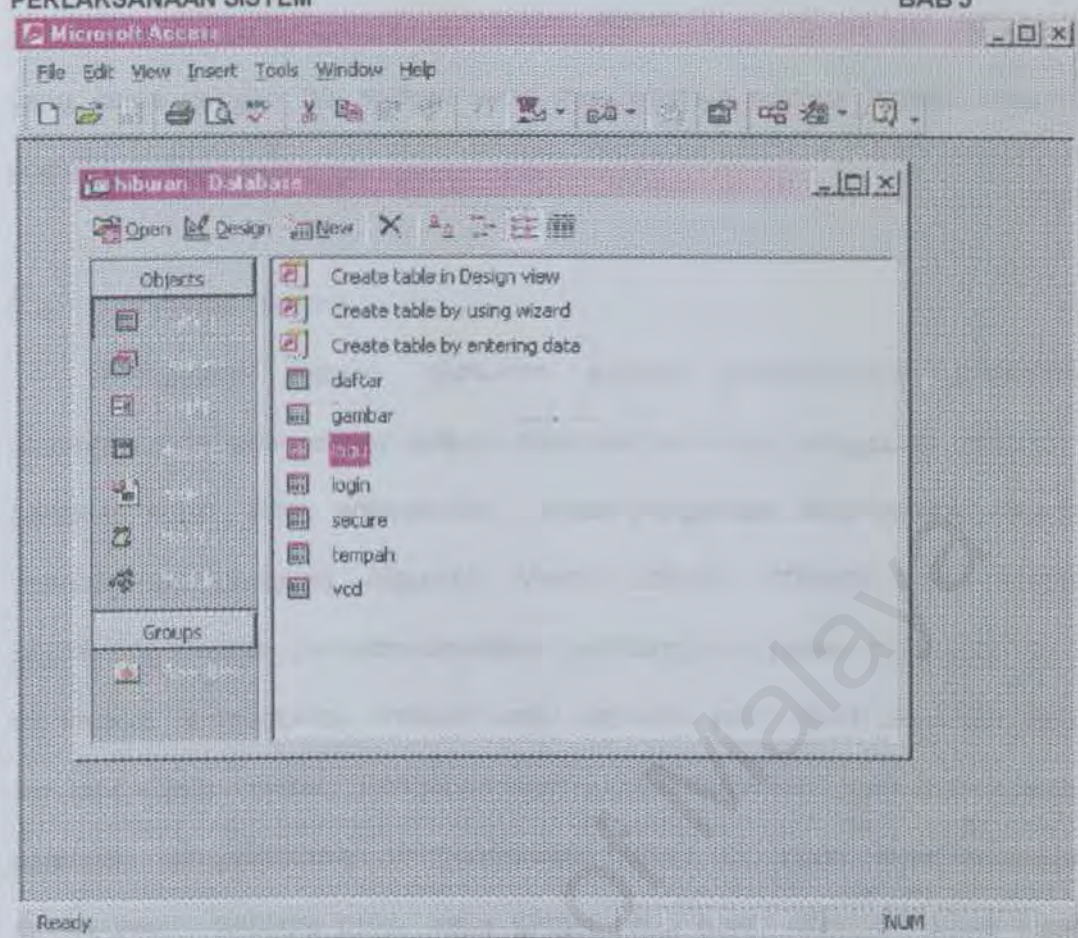 PERLAKSANAAN SISTEM BAB 5
Microsoft Access
File Edit View Insert Tools Window Help
hiburan : Database
Open Design New
Objects
Create table in Design view
Create table by using wizard
Create table by entering data
daftar
gambar
lagu
login
secure
tempah
vcd
Groups
Ready NUM
of Malaya